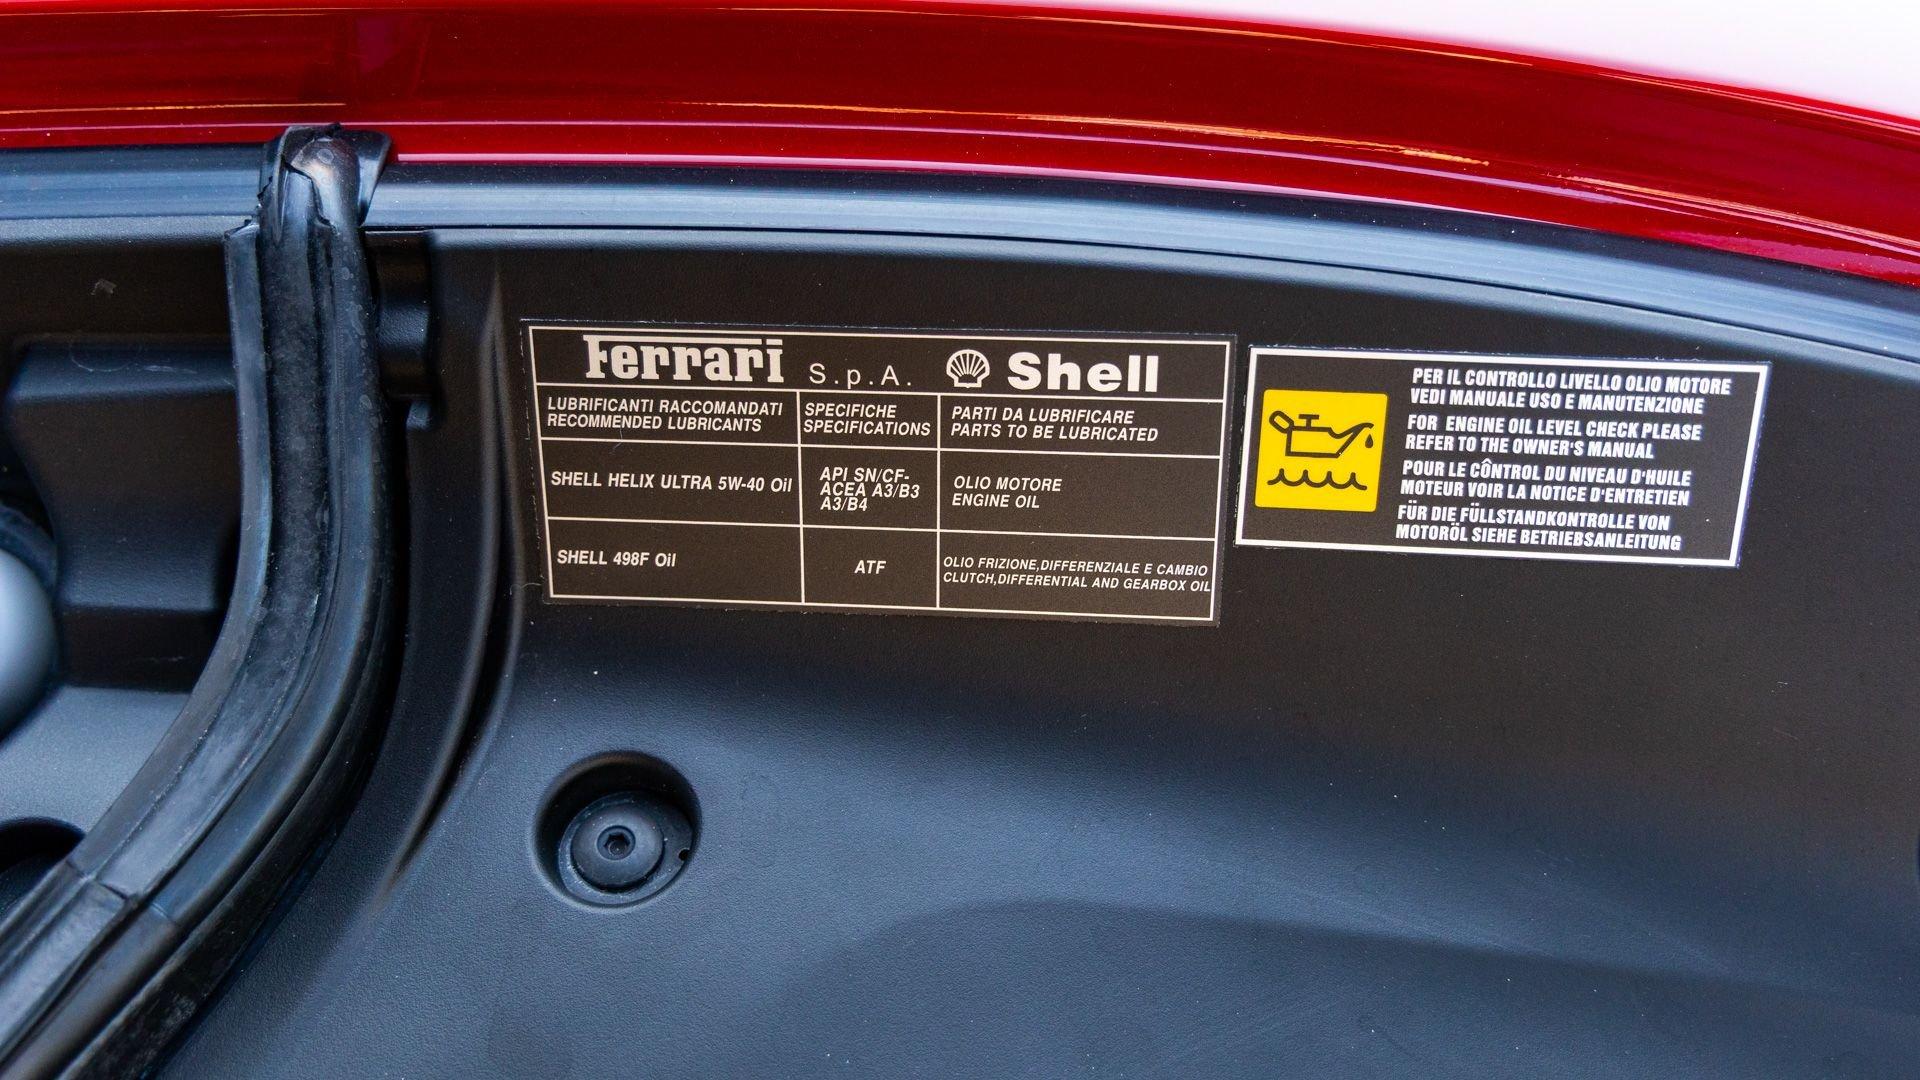 Ferrari S.p.A. Shell
LUBRIFICANTI RACCOMANDATI
RECOMMENDED LUBRICANTS
SPECIFICHE
SPECIFICATIONS
PARTI DA LUBRIFICARE
PARTS TO BE LUBRICATED
SHELL HELIX ULTRA 5W-40 Oil
API SN/CF-
ACEA A3/B3
A3/B4
OLIO MOTORE
ENGINE OIL
SHELL 498F Oil
ATF
OLIO FRIZIONE,DIFFERENZIALE E CAMBIO
CLUTCH,DIFFERENTIAL AND GEARBOX OIL
PER IL CONTROLLO LIVELLO OLIO MOTORE
VEDI MANUALE USO E MANUTENZIONE
FOR ENGINE OIL LEVEL CHECK PLEASE
REFER TO THE OWNER'S MANUAL
POUR LE CÔNTROL DU NIVEAU D'HUILE
MOTEUR VOIR LA NOTICE D'ENTRETIEN
FÜR DIE FÜLLSTANDKONTROLLE VON
MOTORÖL SIEHE BETRIEBSANLEITUNG